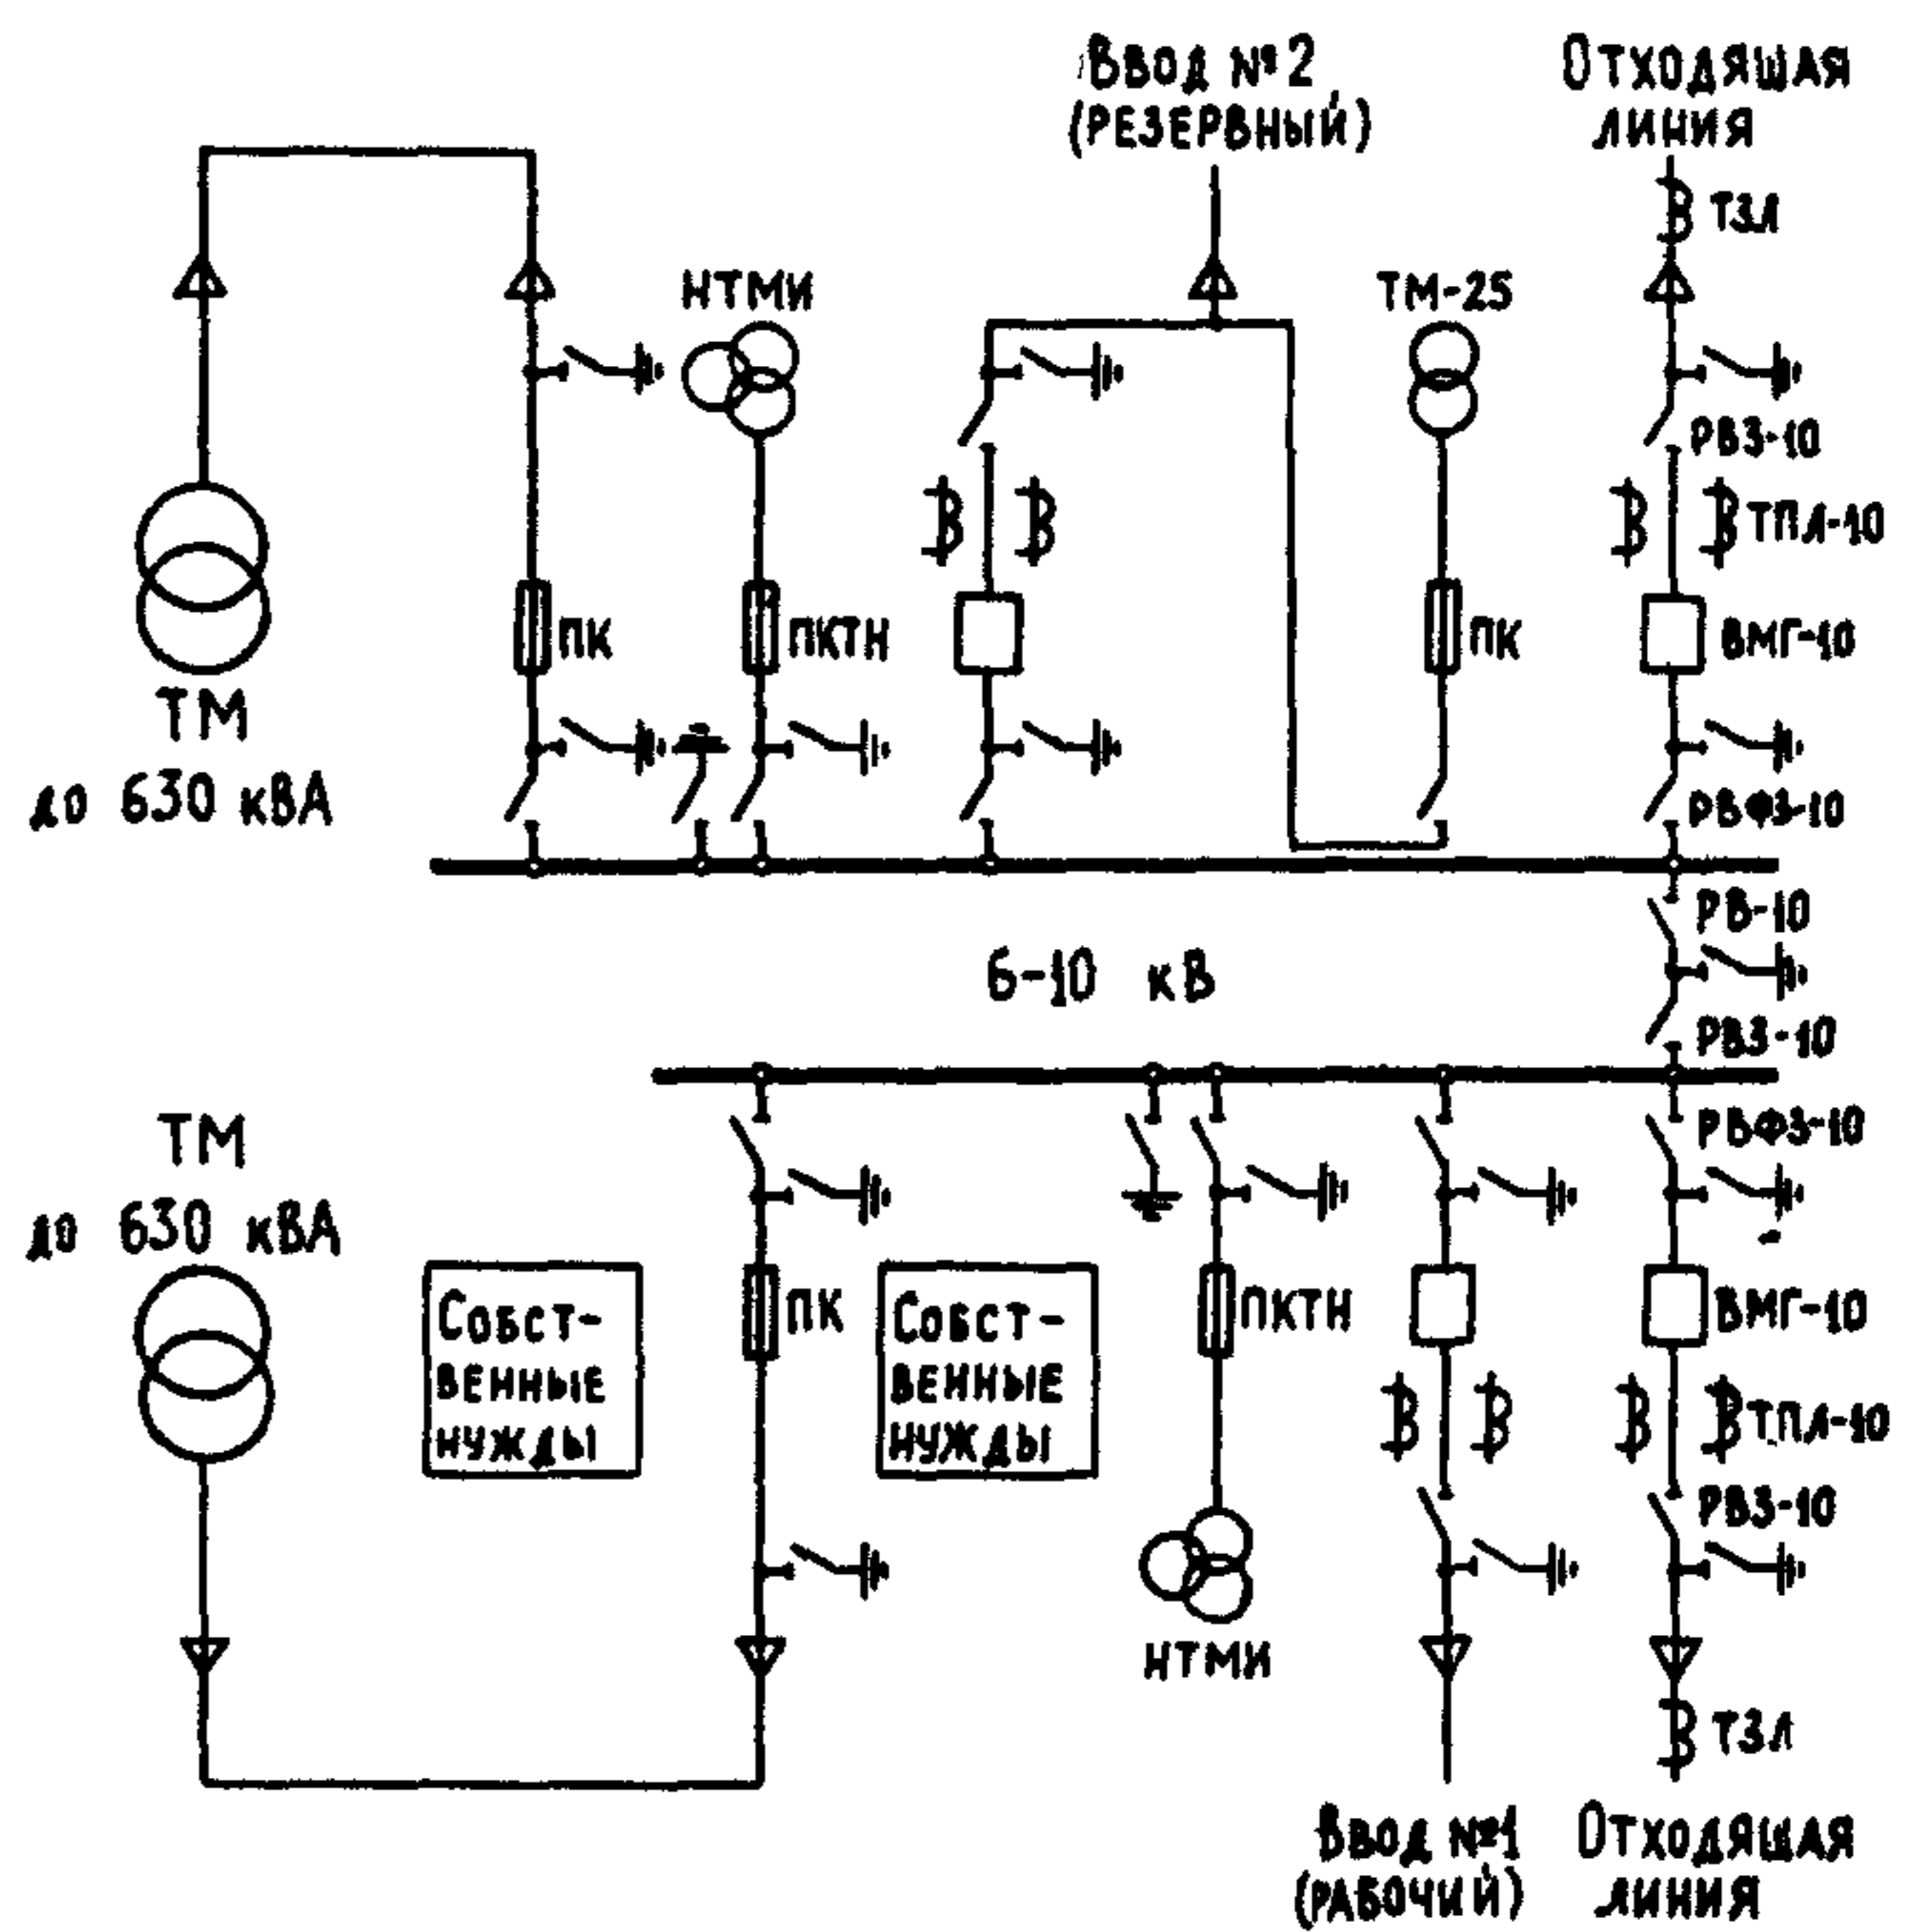 Ввод №2
(резервный)
Отходящая
линия
ТЗЛ
НТМИ
ТМ-25
РВЗ-10
ТПЛ-10
ПК
ПКТН
ПК
ВМГ-10
ТМ
до 630 кВА
РВФЗ-10
РВ-10
6-10 кВ
РВЗ-10
ТМ
до 630 кВА
РВФЗ-10
Собст-
венные
нужды
ПК
Собст-
венные
нужды
ПКТН
ВМГ-10
ТПЛ-10
РВЗ-10
НТМИ
ТЗЛ
Ввод №1
(рабочий)
Отходящая
линия